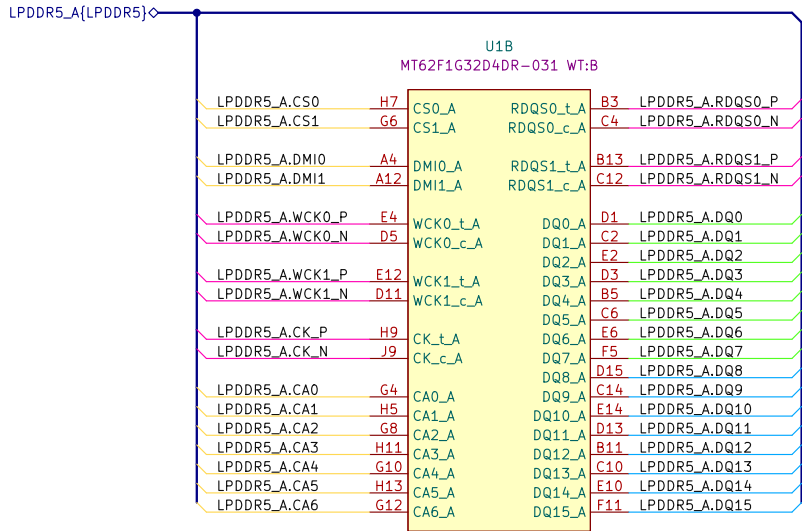 LPDDR5_A{LPDDR5}
U1B
MT62F1G32D4DR-031 WT:B
LPDDR5_A.CS0 H7 CS0_A RDQS0_t_A B3 LPDDR5_A.RDQS0_P
LPDDR5_A.CS1 G6 CS1_A RDQS0_c_A C4 LPDDR5_A.RDQS0_N
LPDDR5_A.DMI0 A4 DMI0_A RDQS1_t_A B13 LPDDR5_A.RDQS1_P
LPDDR5_A.DMI1 A12 DMI1_A RDQS1_c_A C12 LPDDR5_A.RDQS1_N
LPDDR5_A.WCK0_P E4 WCK0_t_A DQ0_A D1 LPDDR5_A.DQ0
LPDDR5_A.WCK0_N D5 WCK0_c_A DQ1_A C2 LPDDR5_A.DQ1
DQ2_A E2 LPDDR5_A.DQ2
LPDDR5_A.WCK1_P E12 WCK1_t_A DQ3_A D3 LPDDR5_A.DQ3
LPDDR5_A.WCK1_N D11 WCK1_c_A DQ4_A B5 LPDDR5_A.DQ4
DQ5_A C6 LPDDR5_A.DQ5
LPDDR5_A.CK_P H9 CK_t_A DQ6_A E6 LPDDR5_A.DQ6
LPDDR5_A.CK_N J9 CK_c_A DQ7_A F5 LPDDR5_A.DQ7
DQ8_A D15 LPDDR5_A.DQ8
LPDDR5_A.CA0 G4 CA0_A DQ9_A C14 LPDDR5_A.DQ9
LPDDR5_A.CA1 H5 CA1_A DQ10_A E14 LPDDR5_A.DQ10
LPDDR5_A.CA2 G8 CA2_A DQ11_A D13 LPDDR5_A.DQ11
LPDDR5_A.CA3 H11 CA3_A DQ12_A B11 LPDDR5_A.DQ12
LPDDR5_A.CA4 G10 CA4_A DQ13_A C10 LPDDR5_A.DQ13
LPDDR5_A.CA5 H13 CA5_A DQ14_A E10 LPDDR5_A.DQ14
LPDDR5_A.CA6 G12 CA6_A DQ15_A F11 LPDDR5_A.DQ15